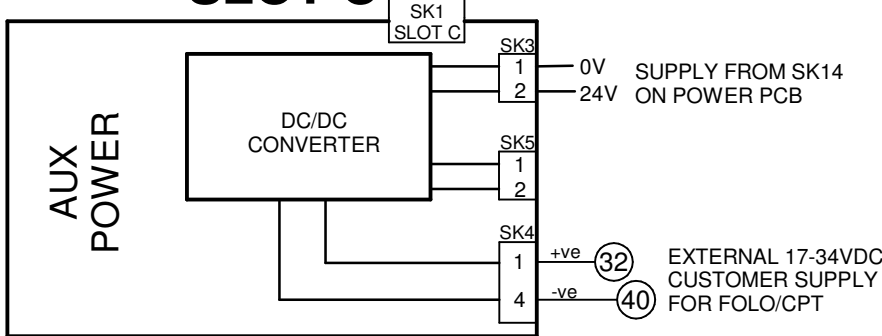 SK1
SLOT C
SK3
1
0V
SUPPLY FROM SK14
2
24V
ON POWER PCB
DC/DC
CONVERTER
AUX
POWER
SK5
1
2
SK4
1
+ve
32
EXTERNAL 17-34VDC
CUSTOMER SUPPLY
4
-ve
40
FOR FOLO/CPT